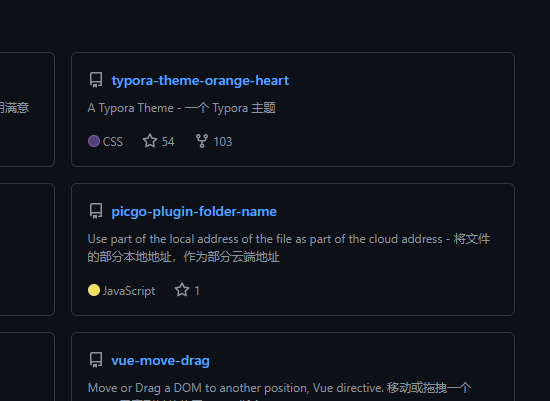 typora-theme-orange-heart
明满意
A Typora Theme - 一个 Typora 主题
CSS 54 103
picgo-plugin-folder-name
Use part of the local address of the file as part of the cloud address - 将文件
的部分本地地址，作为部分云端地址
JavaScript 1
vue-move-drag
Move or Drag a DOM to another position, Vue directive. 移动或拖拽一个